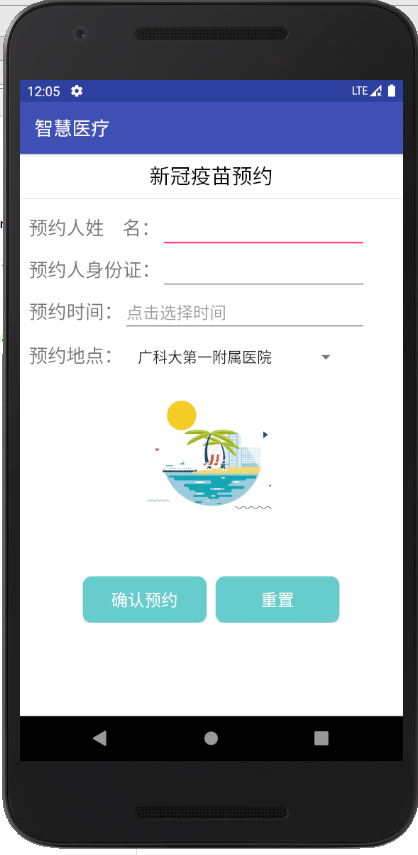 12:05 LTE
智慧医疗
新冠疫苗预约
预约人姓 名：
预约人身份证：
预约时间： 点击选择时间
预约地点： 广科大第一附属医院
确认预约 重置